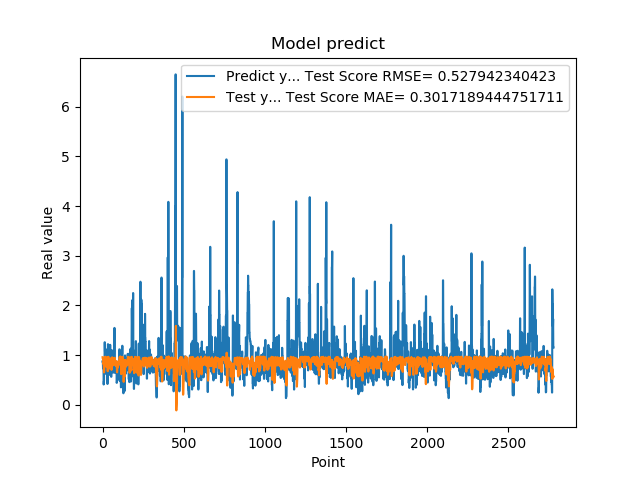 Model predict
Predict y... Test Score RMSE= 0.527942340423
Test y... Test Score MAE= 0.3017189444751711
Real value
6
5
4
3
2
1
0
0 500 1000 1500 2000 2500
Point